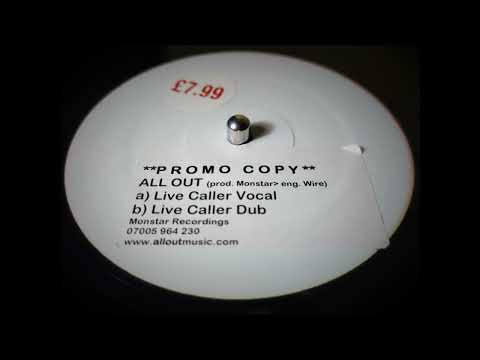 £7.99
**PROMO COPY**
ALL OUT (prod. Monstar> eng. Wire)
a) Live Caller Vocal
b) Live Caller Dub
Monstar Recordings
07005 964 230
www.alloutmusic.com